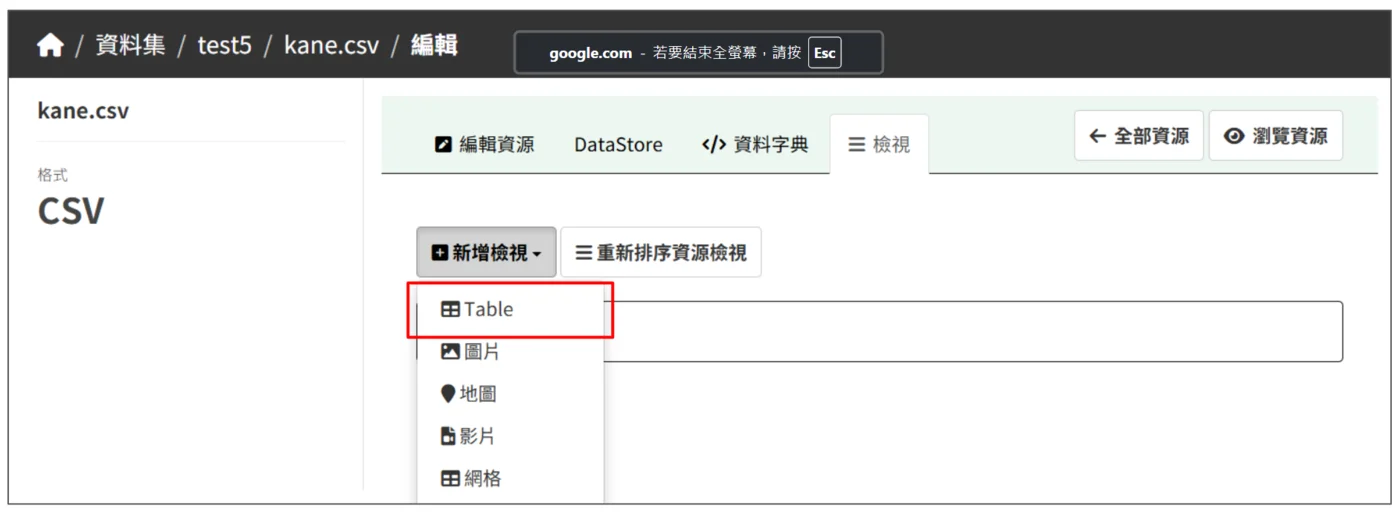 / 資料集 / test5 / kane.csv / 編輯
google.com - 若要結束全螢幕，請按 Esc
kane.csv
格式
CSV
編輯資源 DataStore </> 資料字典 檢視 全部資源 瀏覽資源
新增檢視 重新排序資源檢視
Table
圖片
地圖
影片
網格